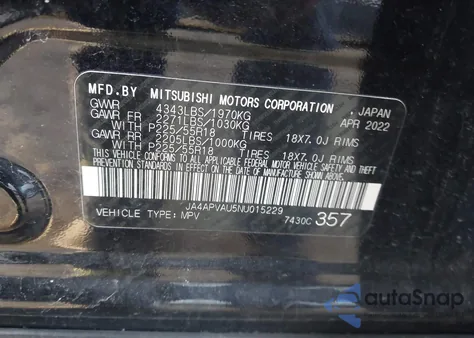 MFD.BY MITSUBISHI MOTORS CORPORATION , JAPAN
GVWR 4343LBS/1970KG APR 2022
GAWR FR 2271LBS/1030KG
WITH P225/55R18 TIRES 18X7.0J RIMS
GAWR RR 2205LBS/1000KG
WITH P225/55R18 TIRES 18X7.0J RIMS
THIS VEHICLE CONFORMS TO ALL APPLICABLE FEDERAL MOTOR VEHICLE SAFETY AND THEFT
PREVENTION STANDARDS IN EFFECT ON THE DATE OF MANUFACTURE SHOWN ABOVE.
JA4APVAU5NU015229
VEHICLE TYPE: MPV 7430C 357
autoSnap